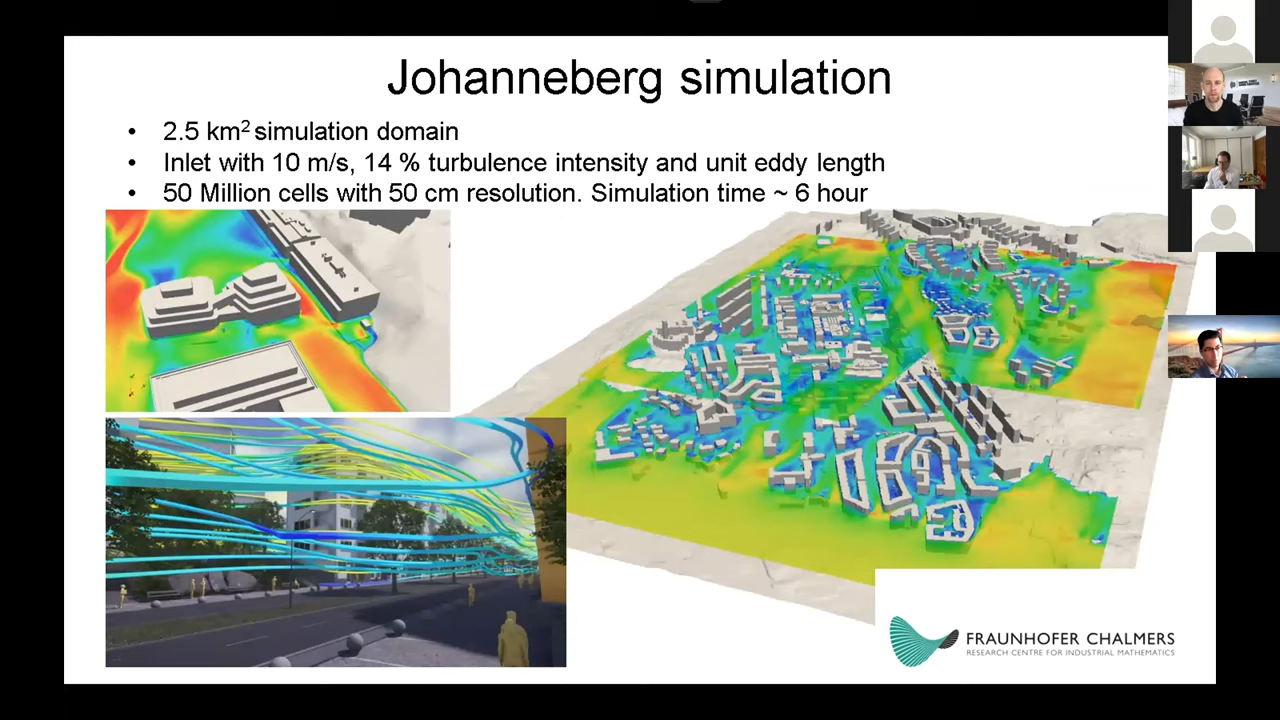 Johanneberg simulation
• 2.5 km² simulation domain
• Inlet with 10 m/s, 14 % turbulence intensity and unit eddy length
• 50 Million cells with 50 cm resolution. Simulation time ~ 6 hour
FRAUNHOFER CHALMERS
RESEARCH CENTRE FOR INDUSTRIAL MATHEMATICS